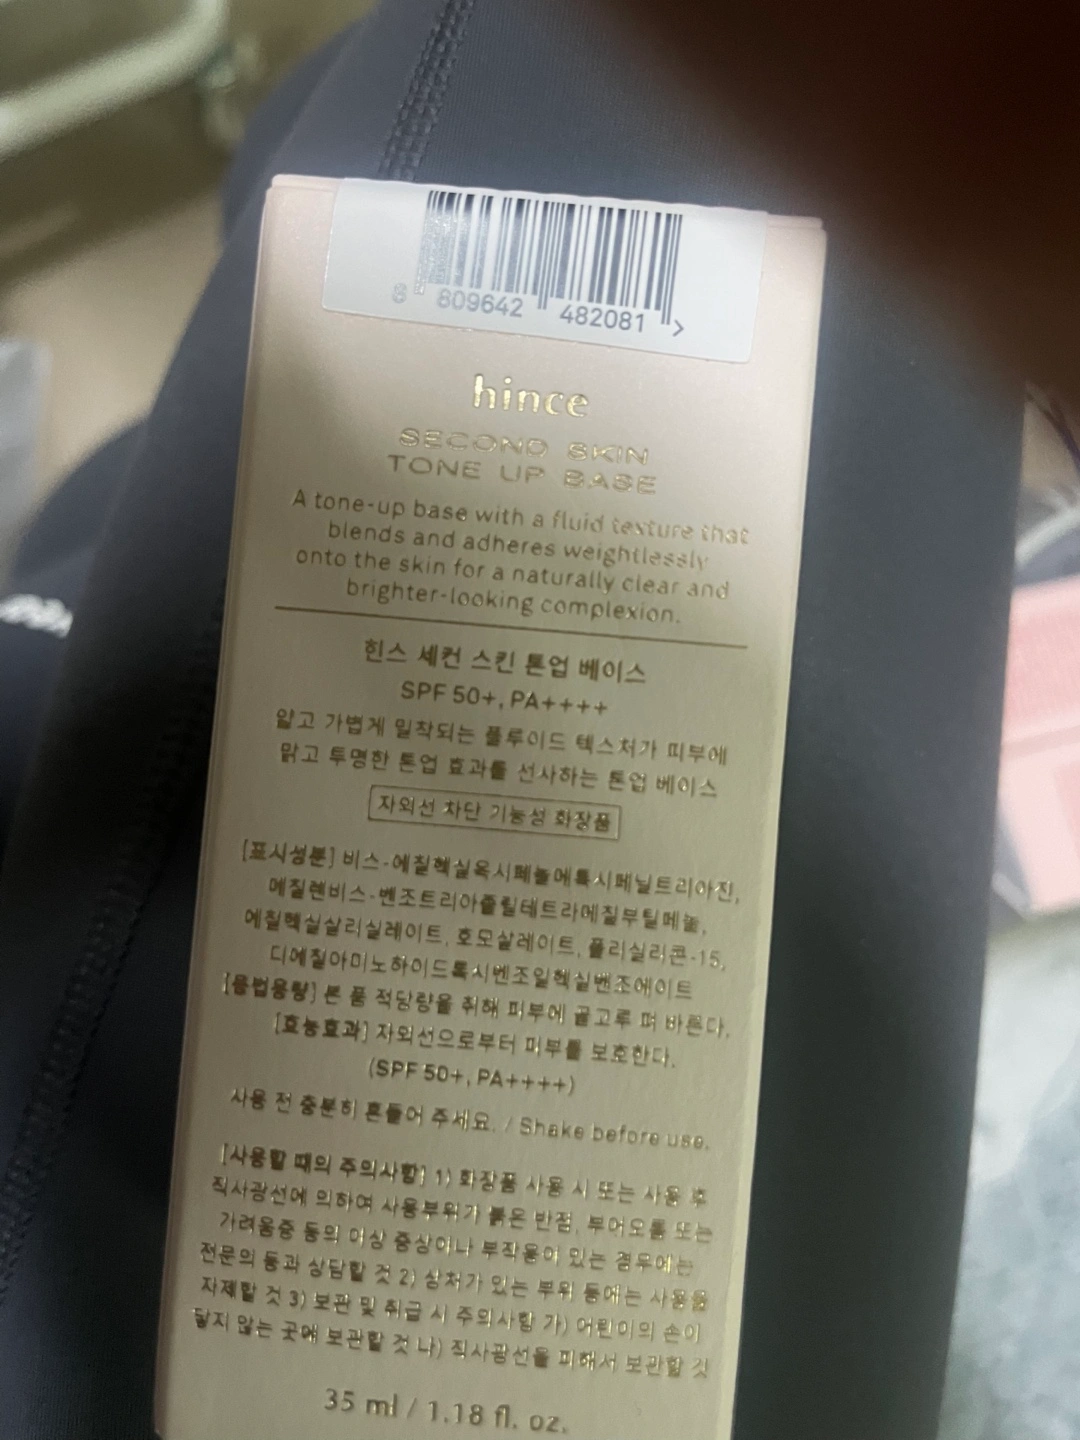 8 809642 482081 >
hince
SECOND SKIN
TONE UP BASE
A tone-up base with a fluid texture that
blends and adheres weightlessly
onto the skin for a naturally clear and
brighter-looking complexion.
힌스 세컨 스킨 톤업 베이스
SPF 50+, PA++++
얇고 가볍게 밀착되는 플루이드 텍스처가 피부에
맑고 투명한 톤업 효과를 선사하는 톤업 베이스
자외선 차단 기능성 화장품
[표시성분] 비스-에칠헥실옥시페놀메톡시페닐트리아진,
메칠렌비스-벤조트리아졸릴테트라메칠부틸페놀,
에칠헥실살리실레이트, 호모살레이트, 폴리실리콘-15,
디에칠아미노하이드록시벤조일헥실벤조에이트
[용법용량] 본 품 적당량을 취해 피부에 골고루 펴 바른다.
[효능효과] 자외선으로부터 피부를 보호한다.
(SPF 50+, PA++++)
사용 전 충분히 흔들어 주세요. / Shake before use.
[사용할 때의 주의사항] 1) 화장품 사용 시 또는 사용 후
직사광선에 의하여 사용부위가 붉은 반점, 부어오름 또는
가려움증 등의 이상 증상이나 부작용이 있는 경우에는
전문의 등과 상담할 것 2) 상처가 있는 부위 등에는 사용을
자제할 것 3) 보관 및 취급 시 주의사항 가) 어린이의 손이
닿지 않는 곳에 보관할 것 나) 직사광선을 피해서 보관할 것
35 ml / 1.18 fl. oz.